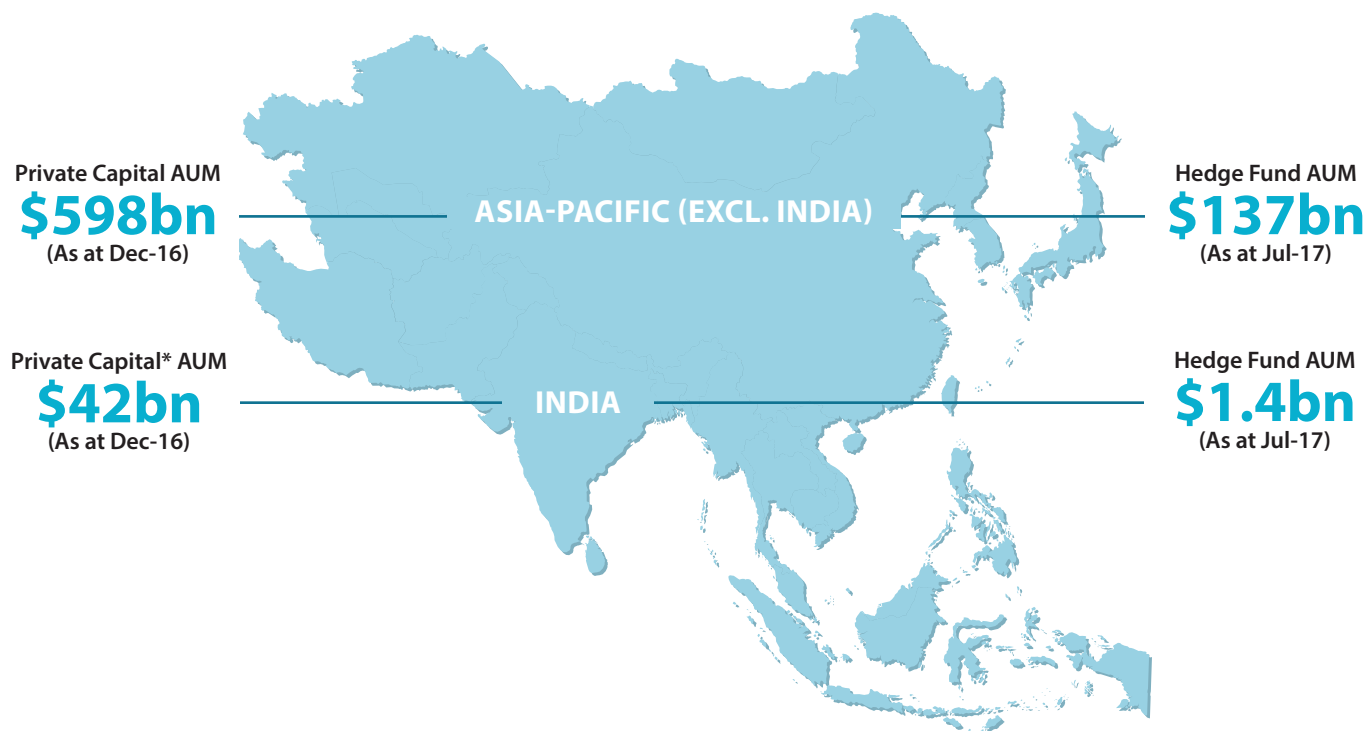 Private Capital AUM
$598bn
(As at Dec-16)
ASIA-PACIFIC (EXCL. INDIA)
Hedge Fund AUM
$137bn
(As at Jul-17)
Private Capital* AUM
$42bn
(As at Dec-16)
INDIA
Hedge Fund AUM
$1.4bn
(As at Jul-17)